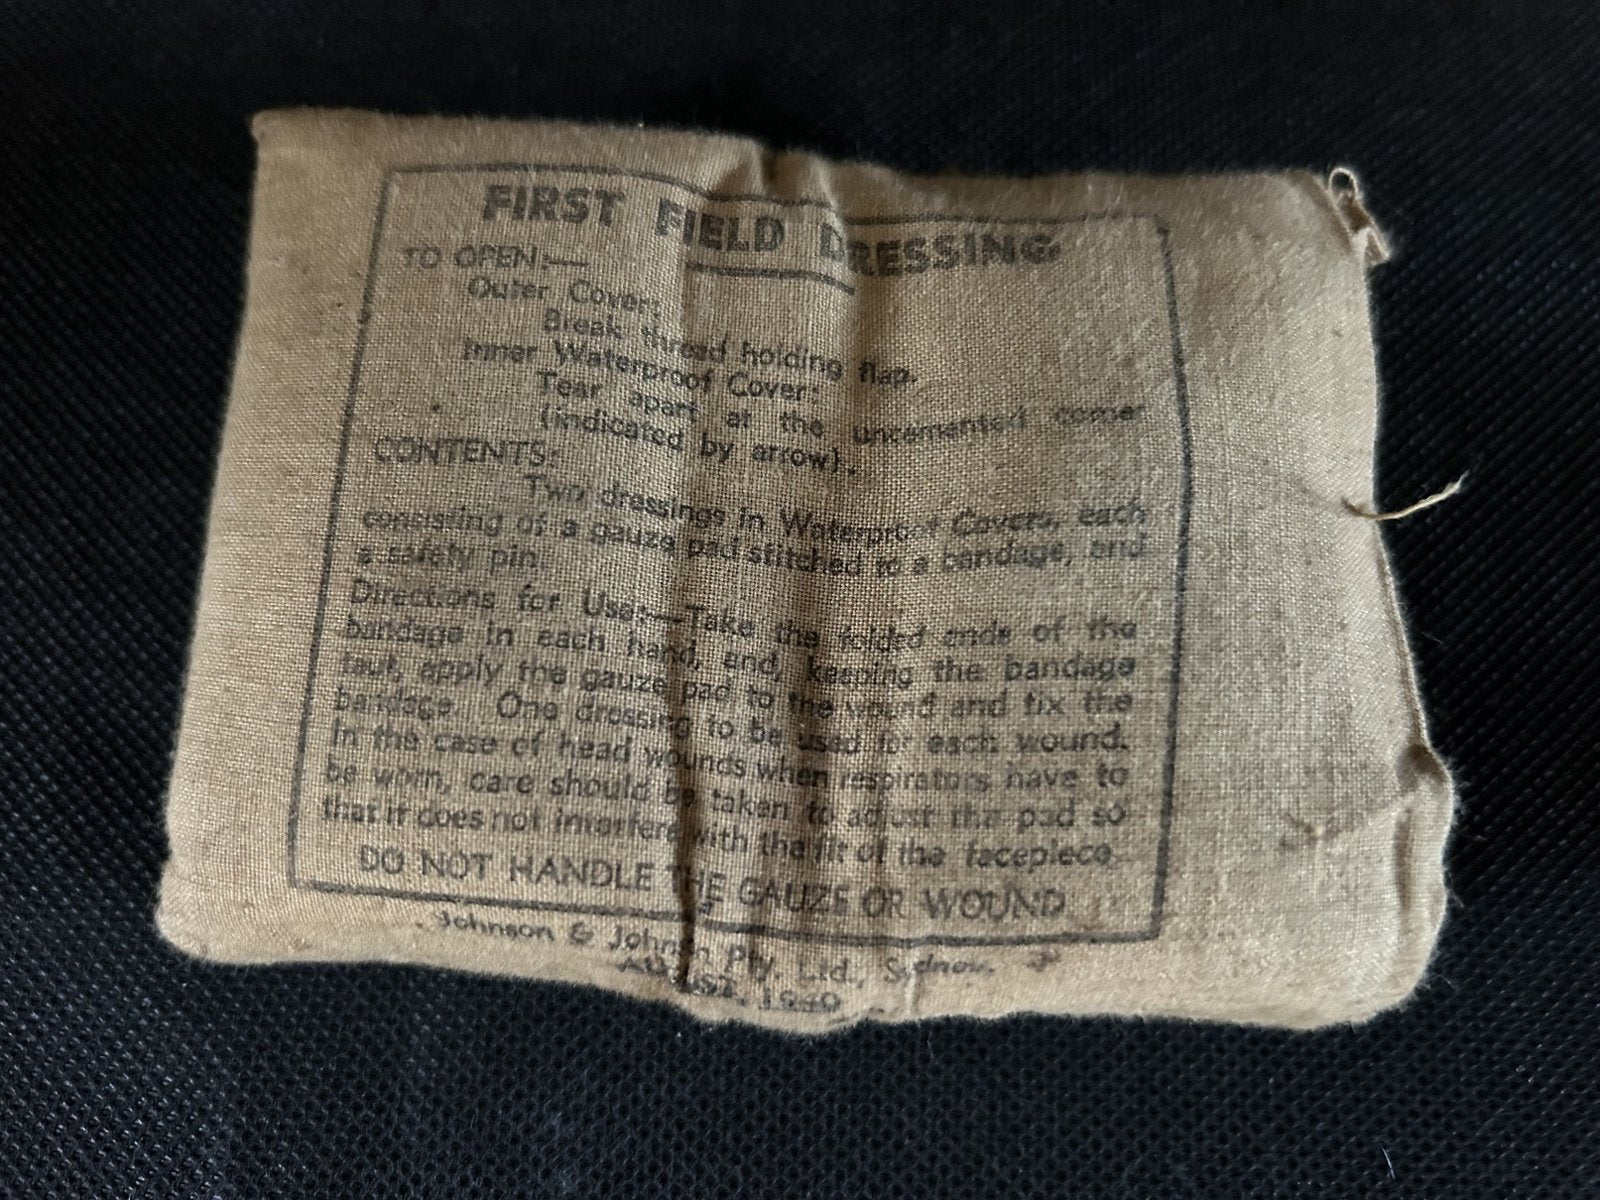 FIRST FIELD DRESSING
TO OPEN:—
Outer Cover:
Break thread holding flap.
Inner Waterproof Cover:
Tear apart at the uncemented corner
(indicated by arrow).
CONTENTS:
Two dressings in Waterproof Covers, each
consisting of a gauze pad stitched to a bandage, and
a safety pin.
Directions for Use:—Take the folded ends of the
bandage in each hand, and, keeping the bandage
taut, apply the gauze pad to the wound and fix the
bandage. One dressing to be used for each wound.
In the case of head wounds when respirators have to
be worn, care should be taken to adjust the pad so
that it does not interfere with the fit of the facepiece.
DO NOT HANDLE THE GAUZE OR WOUND
Johnson & Johnson Pty. Ltd., Sydney.
AUGUST, 1940